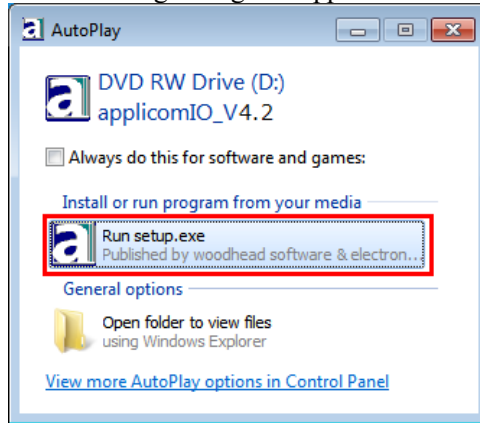 AutoPlay
DVD RW Drive (D:)
applicomIO_V4.2
Always do this for software and games:
Install or run program from your media
Run setup.exe
Published by woodhead software & electron...
General options
Open folder to view files
using Windows Explorer
View more AutoPlay options in Control Panel